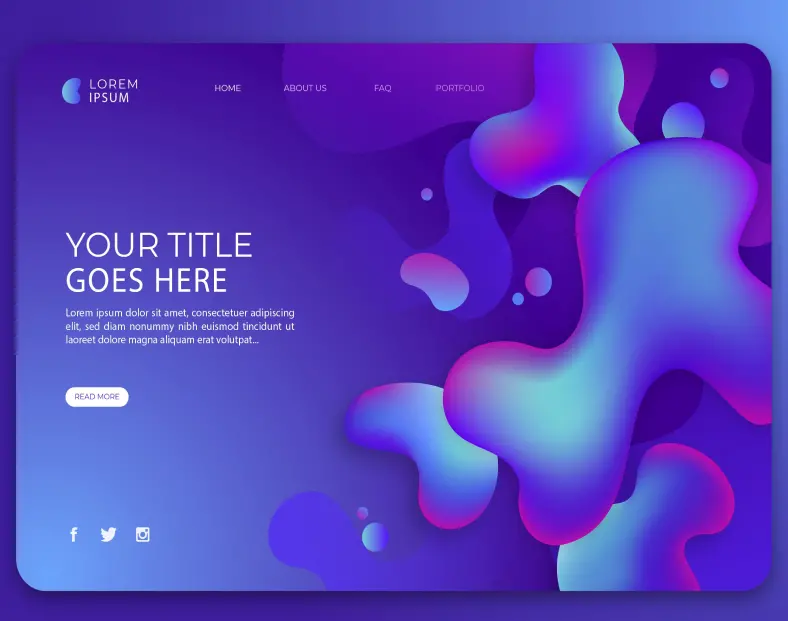 LOREM
IPSUM
HOME ABOUT US FAQ PORTFOLIO
YOUR TITLE
GOES HERE
Lorem ipsum dolor sit amet, consectetuer adipiscing
elit, sed diam nonummy nibh euismod tincidunt ut
laoreet dolore magna aliquam erat volutpat...
READ MORE